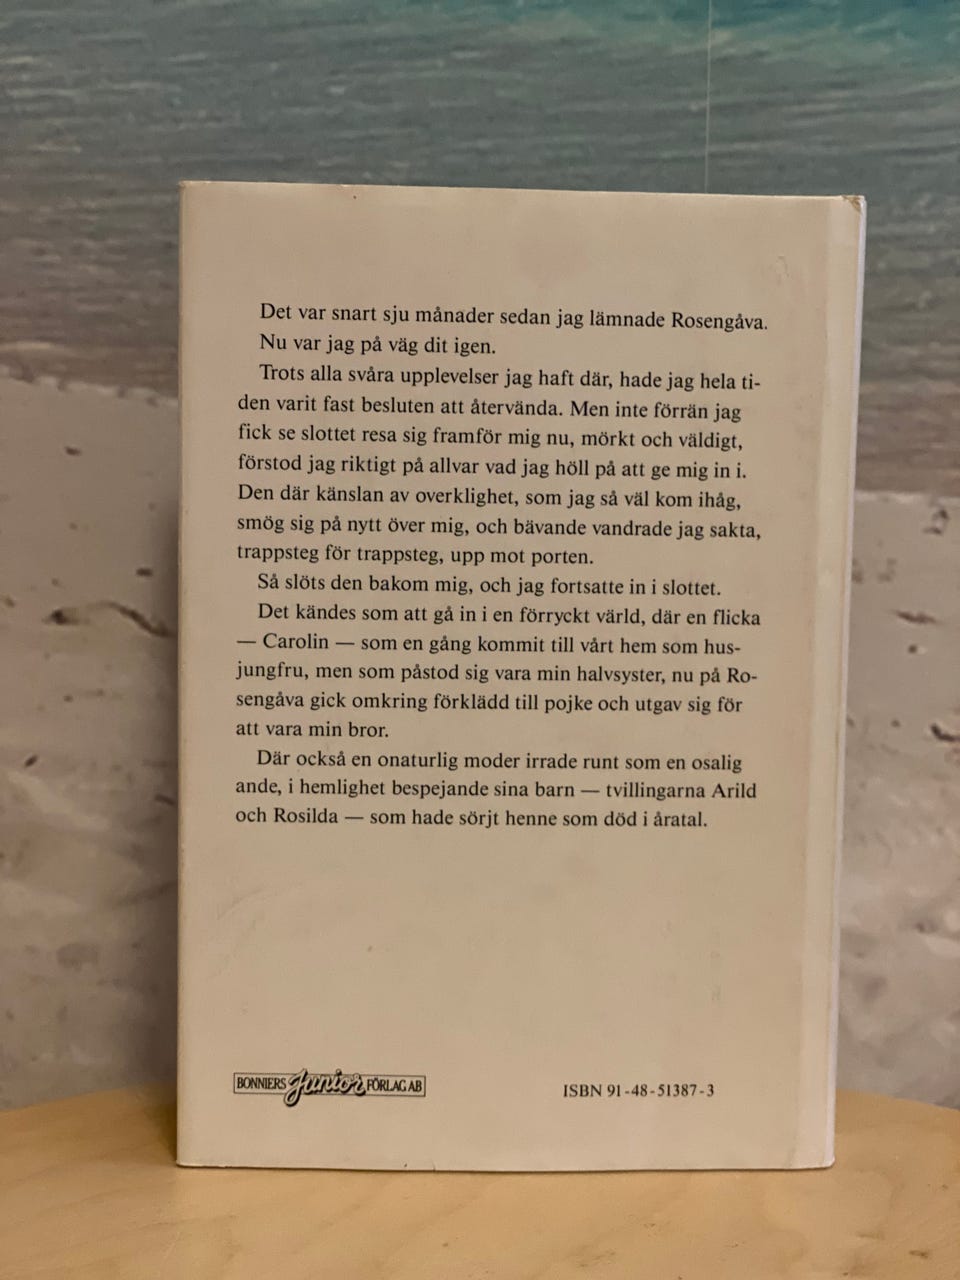 Det var snart sju månader sedan jag lämnade Rosengåva.
Nu var jag på väg dit igen.
Trots alla svåra upplevelser jag haft där, hade jag hela ti-
den varit fast besluten att återvända. Men inte förrän jag
fick se slottet resa sig framför mig nu, mörkt och väldigt,
förstod jag riktigt på allvar vad jag höll på att ge mig in i.
Den där känslan av overklighet, som jag så väl kom ihåg,
smög sig på nytt över mig, och bävande vandrade jag sakta,
trappsteg för trappsteg, upp mot porten.
Så slöts den bakom mig, och jag fortsatte in i slottet.
Det kändes som att gå in i en förryckt värld, där en flicka
— Carolin — som en gång kommit till vårt hem som hus-
jungfru, men som påstod sig vara min halvsyster, nu på Ro-
sengåva gick omkring förklädd till pojke och utgav sig för
att vara min bror.
Där också en onaturlig moder irrade runt som en osalig
ande, i hemlighet bespejande sina barn — tvillingarna Arild
och Rosilda — som hade sörjt henne som död i åratal.
BONNIERS Junior FÖRLAG AB
ISBN 91-48-51387-3